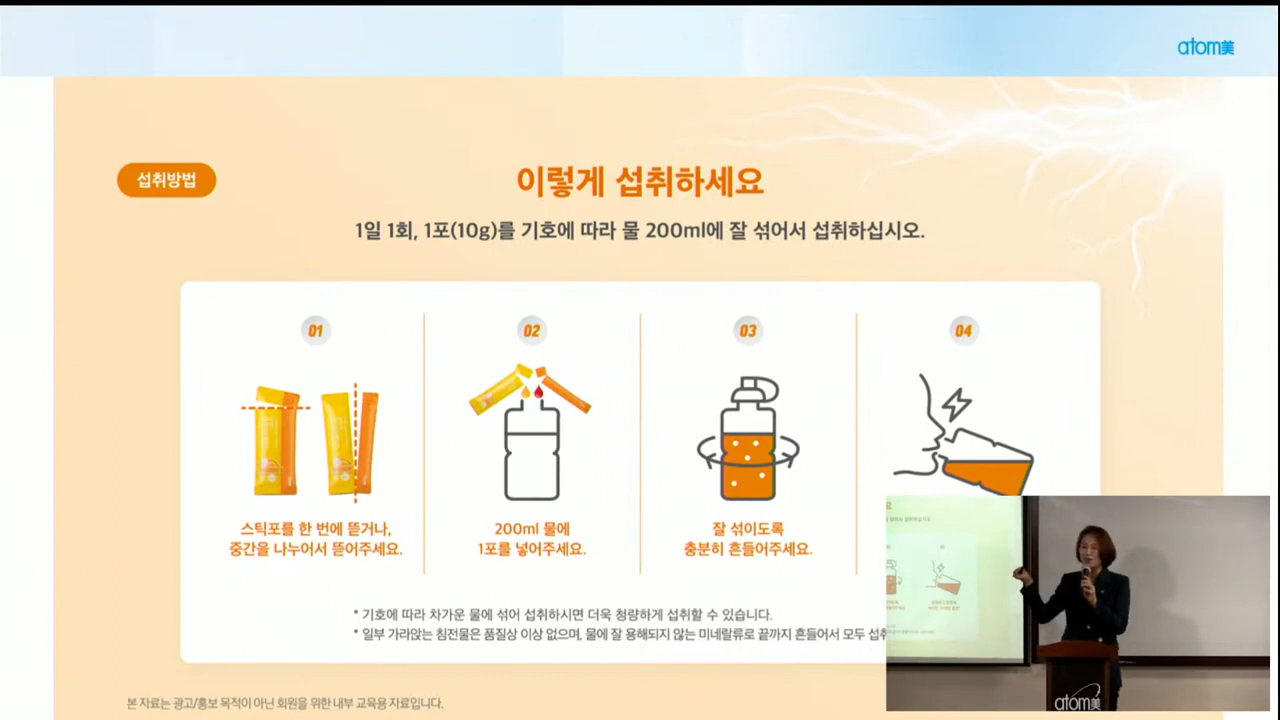 atom美
섭취방법
이렇게 섭취하세요
1일 1회, 1포(10g)를 기호에 따라 물 200ml에 잘 섞어서 섭취하십시오.
01
스틱포를 한 번에 뜯거나,
중간을 나누어서 뜯어주세요.
02
200ml 물에
1포를 넣어주세요.
03
잘 섞이도록
충분히 흔들어주세요.
04
* 기호에 따라 차가운 물에 섞어 섭취하시면 더욱 청량하게 섭취할 수 있습니다.
* 일부 가라앉는 침전물은 품질상 이상 없으며, 물에 잘 용해되지 않는 미네랄류로 끝까지 흔들어서 모두 섭취
본 자료는 광고/홍보 목적이 아닌 회원을 위한 내부 교육용 자료입니다.
atom美